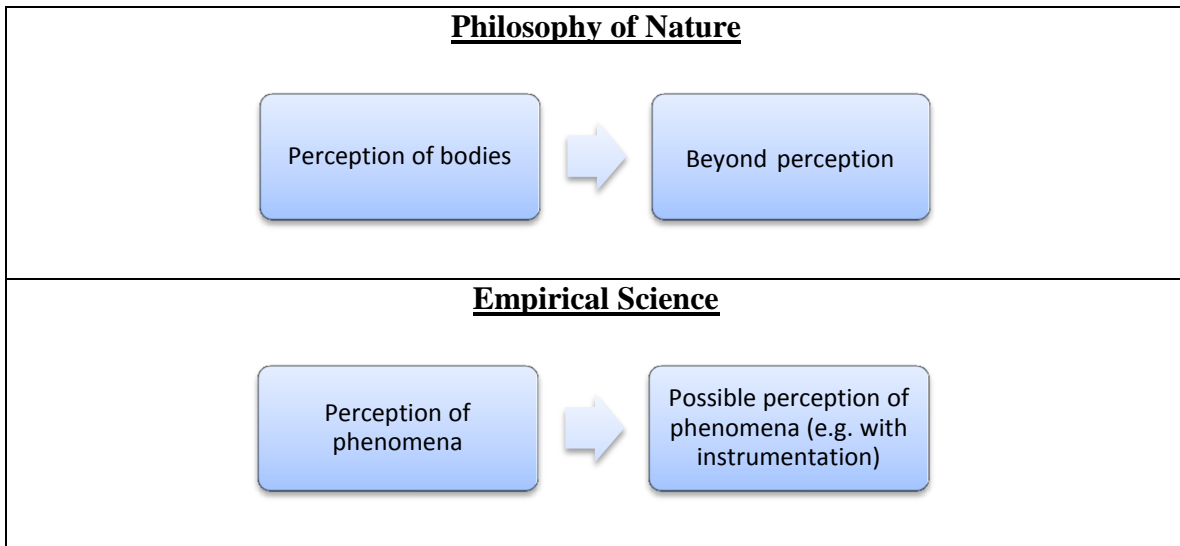 Philosophy of Nature
Perception of bodies
Beyond perception
Empirical Science
Perception of
phenomena
Possible perception of
phenomena (e.g. with
instrumentation)